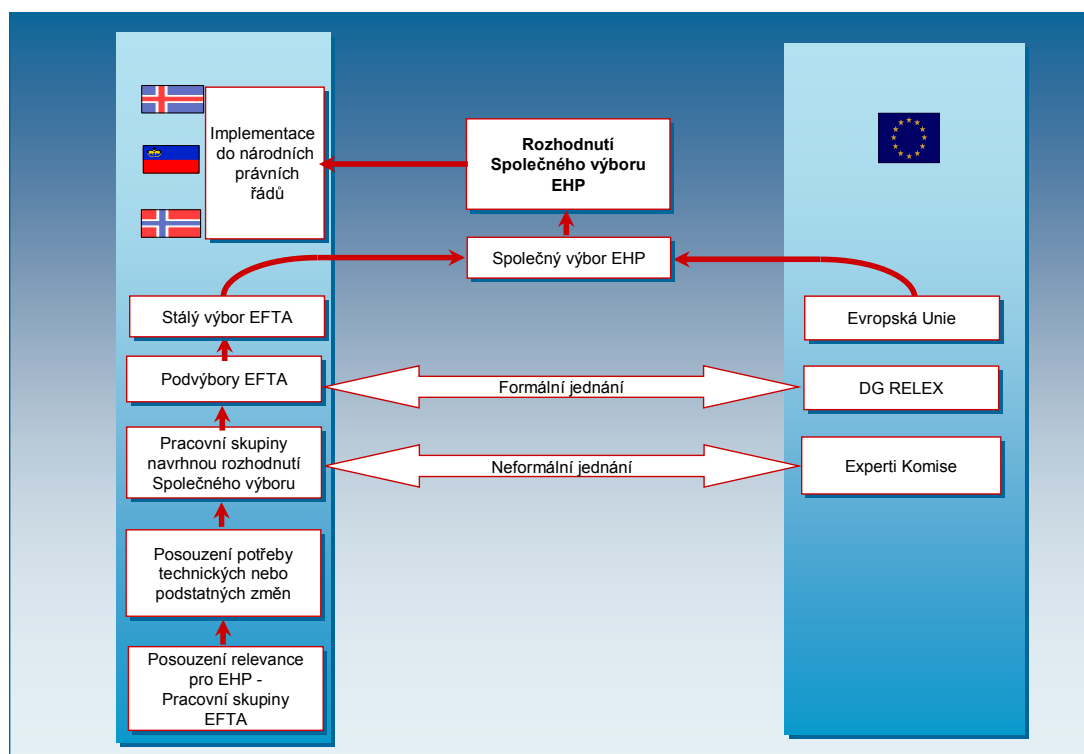 Implementace
do národních
právních
řádů
Rozhodnutí
Společného výboru
EHP
Společný výbor EHP
Stálý výbor EFTA
Evropská Unie
Podvýbory EFTA
Formální jednání
DG RELEX
Pracovní skupiny
navrhnou rozhodnutí
Společného výboru
Neformální jednání
Experti Komise
Posouzení potřeby
technických nebo
podstatných změn
Posouzení relevance
pro EHP -
Pracovní skupiny
EFTA